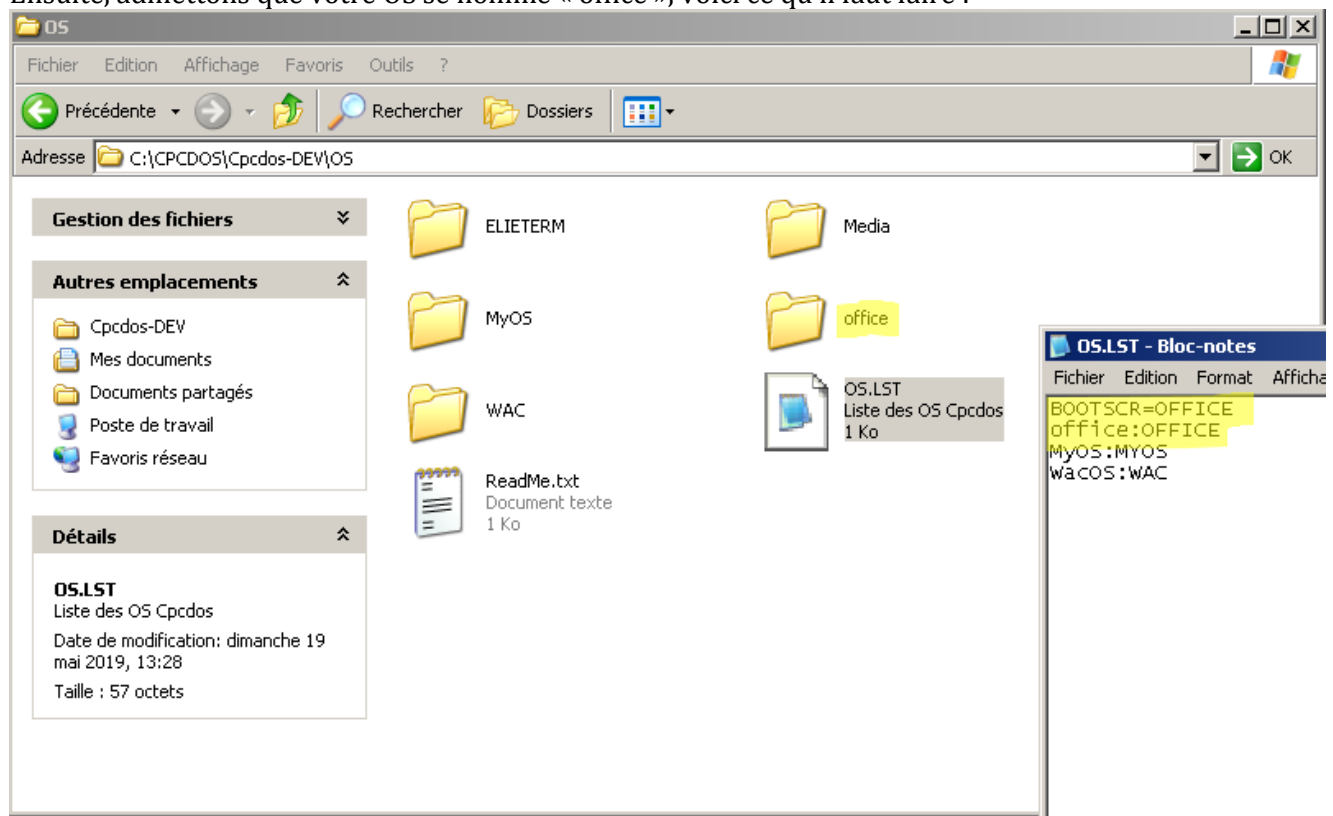 Ensuite, admettons que votre OS se nomme « office », voici ce qu'il faut faire :
OS
Fichier Edition Affichage Favoris Outils ?
Précédente Rechercher Dossiers
Adresse C:\CPCDOS\Cpcdos-DEV\OS OK
Gestion des fichiers
Autres emplacements
Cpcdos-DEV
Mes documents
Documents partagés
Poste de travail
Favoris réseau
Détails
OS.LST
Liste des OS Cpcdos
Date de modification: dimanche 19
mai 2019, 13:28
Taille : 57 octets
ELIETERM
Media
MyOS
office
WAC
OS.LST
Liste des OS Cpcdos
1 Ko
ReadMe.txt
Document texte
1 Ko
OS.LST - Bloc-notes
Fichier Edition Format Afficha
BOOTSCR=OFFICE
office:OFFICE
MyOS:MYOS
WacOS:WAC